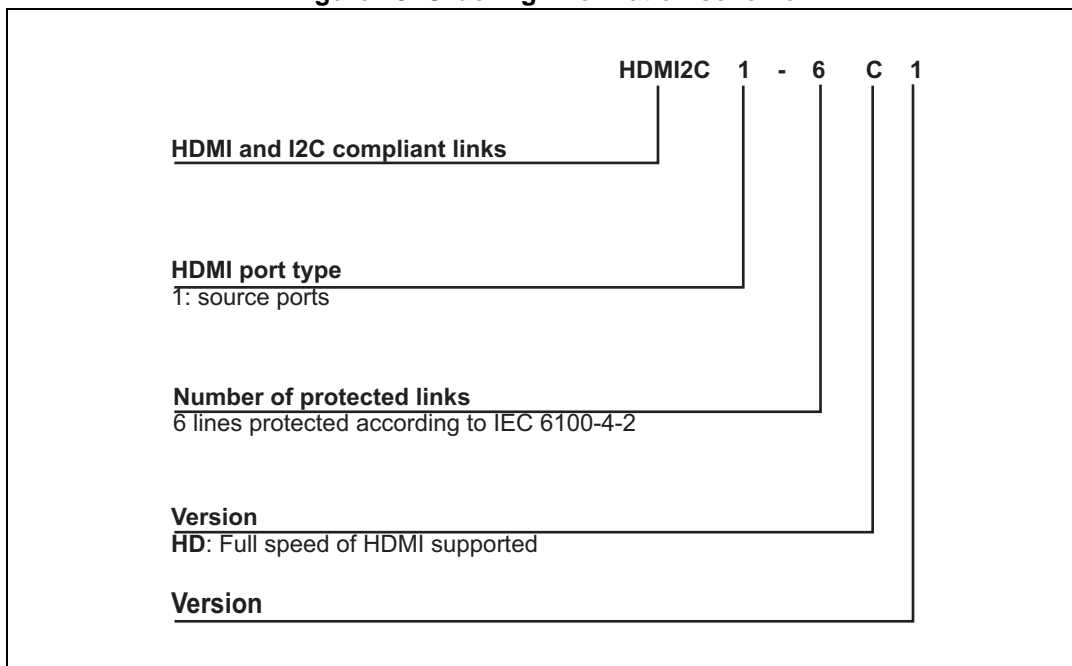 HDMI2C 1 - 6 C 1
HDMI and I2C compliant links
HDMI port type
1: source ports
Number of protected links
6 lines protected according to IEC 6100-4-2
Version
HD: Full speed of HDMI supported
Version